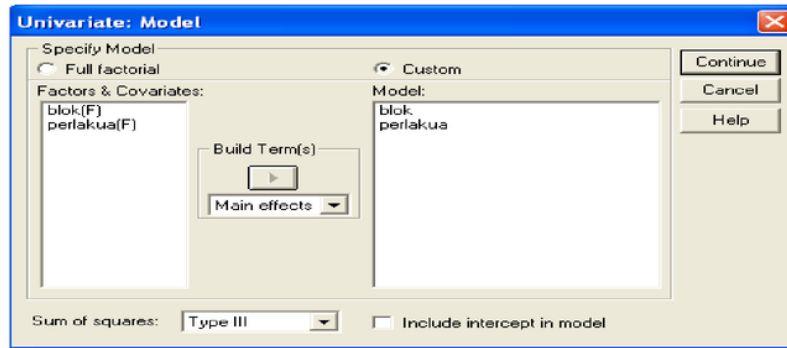 Univariate: Model
Specify Model
Full factorial
Custom
Continue
Cancel
Help
Factors & Covariates:
blok(F)
perlakua(F)
Build Term(s)
Main effects
Model:
blok
perlakua
Sum of squares:
Type III
Include intercept in model